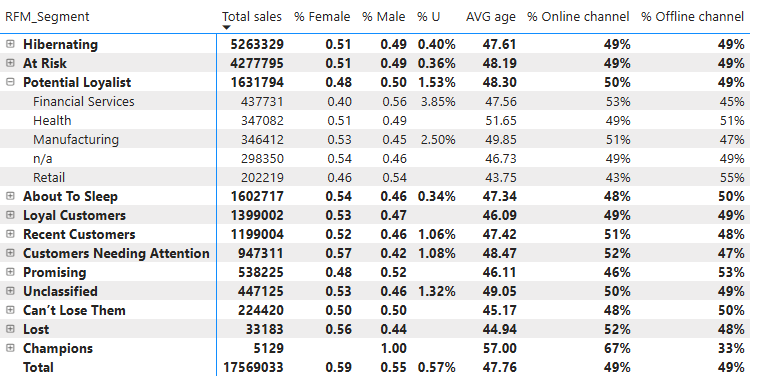 RFM_Segment Total sales % Female % Male % U AVG age % Online channel % Offline channel
Hibernating 5263329 0.51 0.49 0.40% 47.61 49% 49%
At Risk 4277795 0.51 0.49 0.36% 48.19 49% 49%
Potential Loyalist 1631794 0.48 0.50 1.53% 48.30 50% 49%
Financial Services 437731 0.40 0.56 3.85% 47.56 53% 45%
Health 347082 0.51 0.49 51.65 49% 51%
Manufacturing 346412 0.53 0.45 2.50% 49.85 51% 47%
n/a 298350 0.54 0.46 46.73 49% 49%
Retail 202219 0.46 0.54 43.75 43% 55%
About To Sleep 1602717 0.54 0.46 0.34% 47.34 48% 50%
Loyal Customers 1399002 0.53 0.47 46.09 49% 49%
Recent Customers 1199004 0.52 0.46 1.06% 47.42 51% 48%
Customers Needing Attention 947311 0.57 0.42 1.08% 48.47 52% 47%
Promising 538225 0.48 0.52 46.11 46% 53%
Unclassified 447125 0.53 0.46 1.32% 49.05 50% 49%
Can´t Lose Them 224420 0.50 0.50 45.17 48% 50%
Lost 33183 0.56 0.44 44.94 52% 48%
Champions 5129 1.00 57.00 67% 33%
Total 17569033 0.59 0.55 0.57% 47.76 49% 49%